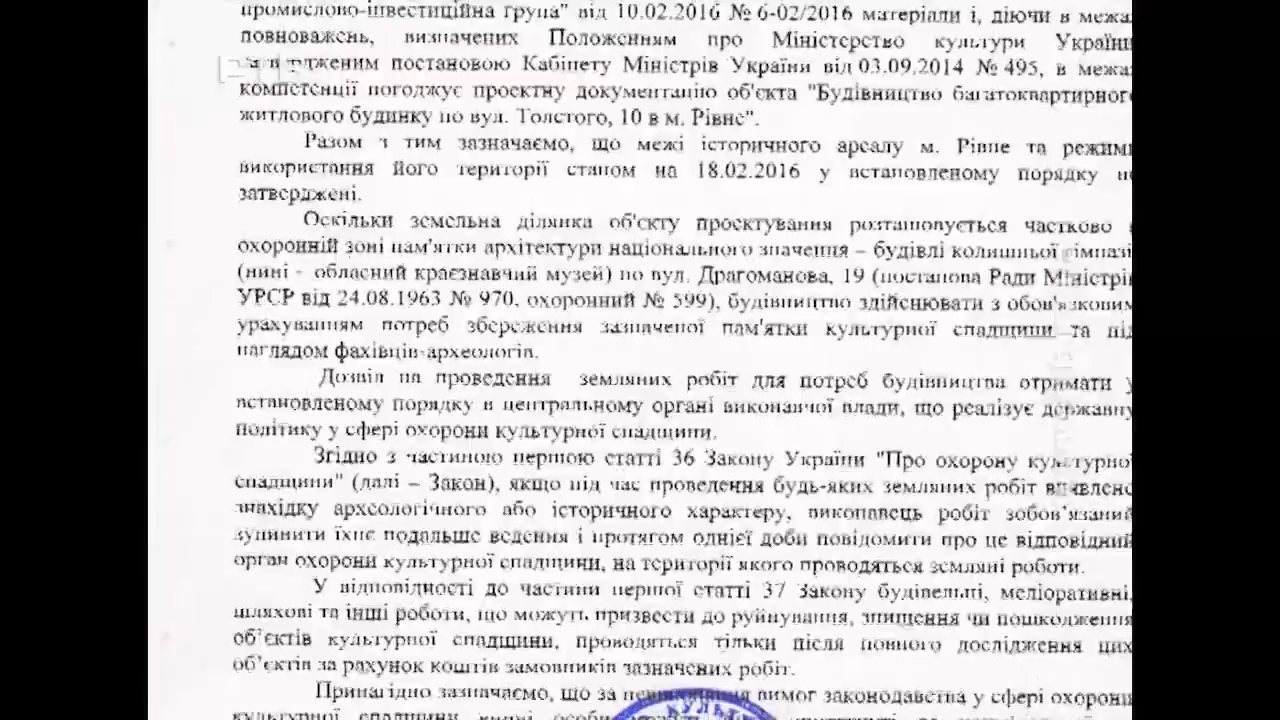 промислово-інвестиційна група" від 10.02.2016 № 6-02/2016 матеріали і, діючи в межа
повноважень, визначених Положенням про Міністерство культури Україні
затвердженим постановою Кабінету Міністрів України від 03.09.2014 № 495, в межа
компетенції погоджує проектну документацію об'єкта "Будівництво багатоквартирного
житлового будинку по вул. Толстого, 10 в м. Рівне".
Разом з тим зазначаємо, що межі історичного ареалу м. Рівне та режими
використання його території станом на 18.02.2016 у встановленому порядку не
затверджені.
Оскільки земельна ділянка об'єкту проектування розташовується частково
охоронній зоні пам'ятки архітектури національного значення – будівлі колишньої гімназі
(нині - обласний краєзнавчий музей) по вул. Драгоманова, 19 (постанова Ради Міністрів
УРСР від 24.08.1963 № 970, охоронний № 599), будівництво здійснювати з обов'язковим
урахуванням потреб збереження зазначеної пам'ятки культурної спадщини та під
наглядом фахівців-археологів.
Дозвіл на проведення земляних робіт для потреб будівництва отримати у
встановленому порядку в центральному органі виконавчої влади, що реалізує державну
політику у сфері охорони культурної спадщини.
Згідно з частиною першою статті 36 Закону України "Про охорону культурної
спадщини" (далі – Закон), якщо під час проведення будь-яких земляних робіт виявлено
знахідку археологічного або історичного характеру, виконавець робіт зобов'язаний
зупинити їхнє подальше ведення і протягом однієї доби повідомити про це відповідний
орган охорони культурної спадщини, на території якого проводяться земляні роботи.
У відповідності до частини першої статті 37 Закону будівельні, меліоративні,
шляхові та інші роботи, що можуть призвести до руйнування, знищення чи пошкодження
об'єктів культурної спадщини, проводяться тільки після повного дослідження цих
об'єктів за рахунок коштів замовників зазначених робіт.
Принагідно зазначаємо, що за невиконання вимог законодавства у сфері охорони
культурної спадщини
КУЛЬТ